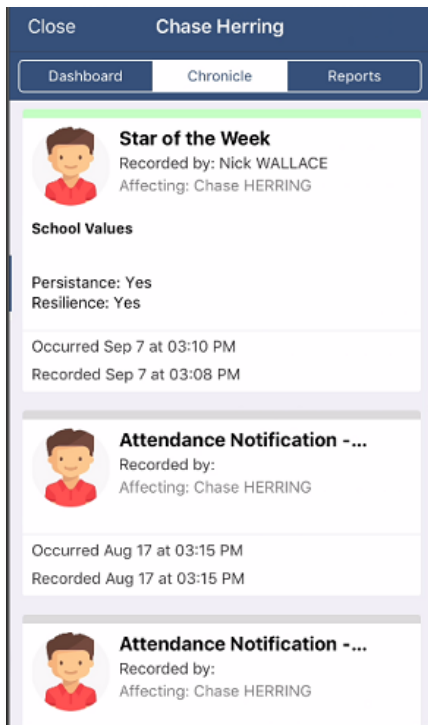 Close Chase Herring
Dashboard Chronicle Reports
Star of the Week
Recorded by: Nick WALLACE
Affecting: Chase HERRING
School Values
Persistance: Yes
Resilience: Yes
Occurred Sep 7 at 03:10 PM
Recorded Sep 7 at 03:08 PM
Attendance Notification -...
Recorded by:
Affecting: Chase HERRING
Occurred Aug 17 at 03:15 PM
Recorded Aug 17 at 03:15 PM
Attendance Notification -...
Recorded by:
Affecting: Chase HERRING